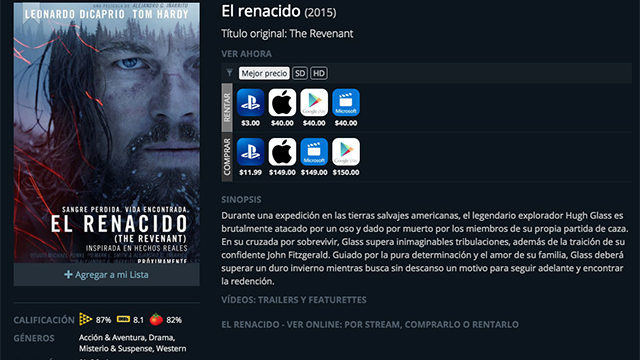 UNA PELÍCULA DE ALEJANDRO G. IÑÁRRITU
LEONARDO DiCAPRIO TOM HARDY
SANGRE PERDIDA. VIDA ENCONTRADA.
EL RENACIDO
(THE REVENANT)
INSPIRADA EN HECHOS REALES
PRÓXIMAMENTE
+ Agregar a mi Lista
CALIFICACIÓN 87% IMDb 8.1 82%
GÉNEROS Acción & Aventura, Drama,
Misterio & Suspense, Western
El renacido (2015)
Título original: The Revenant
VER AHORA
Mejor precio SD HD
RENTAR
Google play Microsoft
$3.00 $40.00 $40.00 $40.00
COMPRAR
Microsoft Google play
$11.99 $149.00 $149.00 $150.00
SINOPSIS
Durante una expedición en las tierras salvajes americanas, el legendario explorador Hugh Glass es
brutalmente atacado por un oso y dado por muerto por los miembros de su propia partida de caza.
En su cruzada por sobrevivir, Glass supera inimaginables tribulaciones, además de la traición de su
confidente John Fitzgerald. Guiado por la pura determinación y el amor de su familia, Glass deberá
superar un duro invierno mientras busca sin descanso un motivo para seguir adelante y encontrar
la redención.
VÍDEOS: TRAILERS Y FEATURETTES
EL RENACIDO - VER ONLINE: POR STREAM, COMPRARLO O RENTARLO